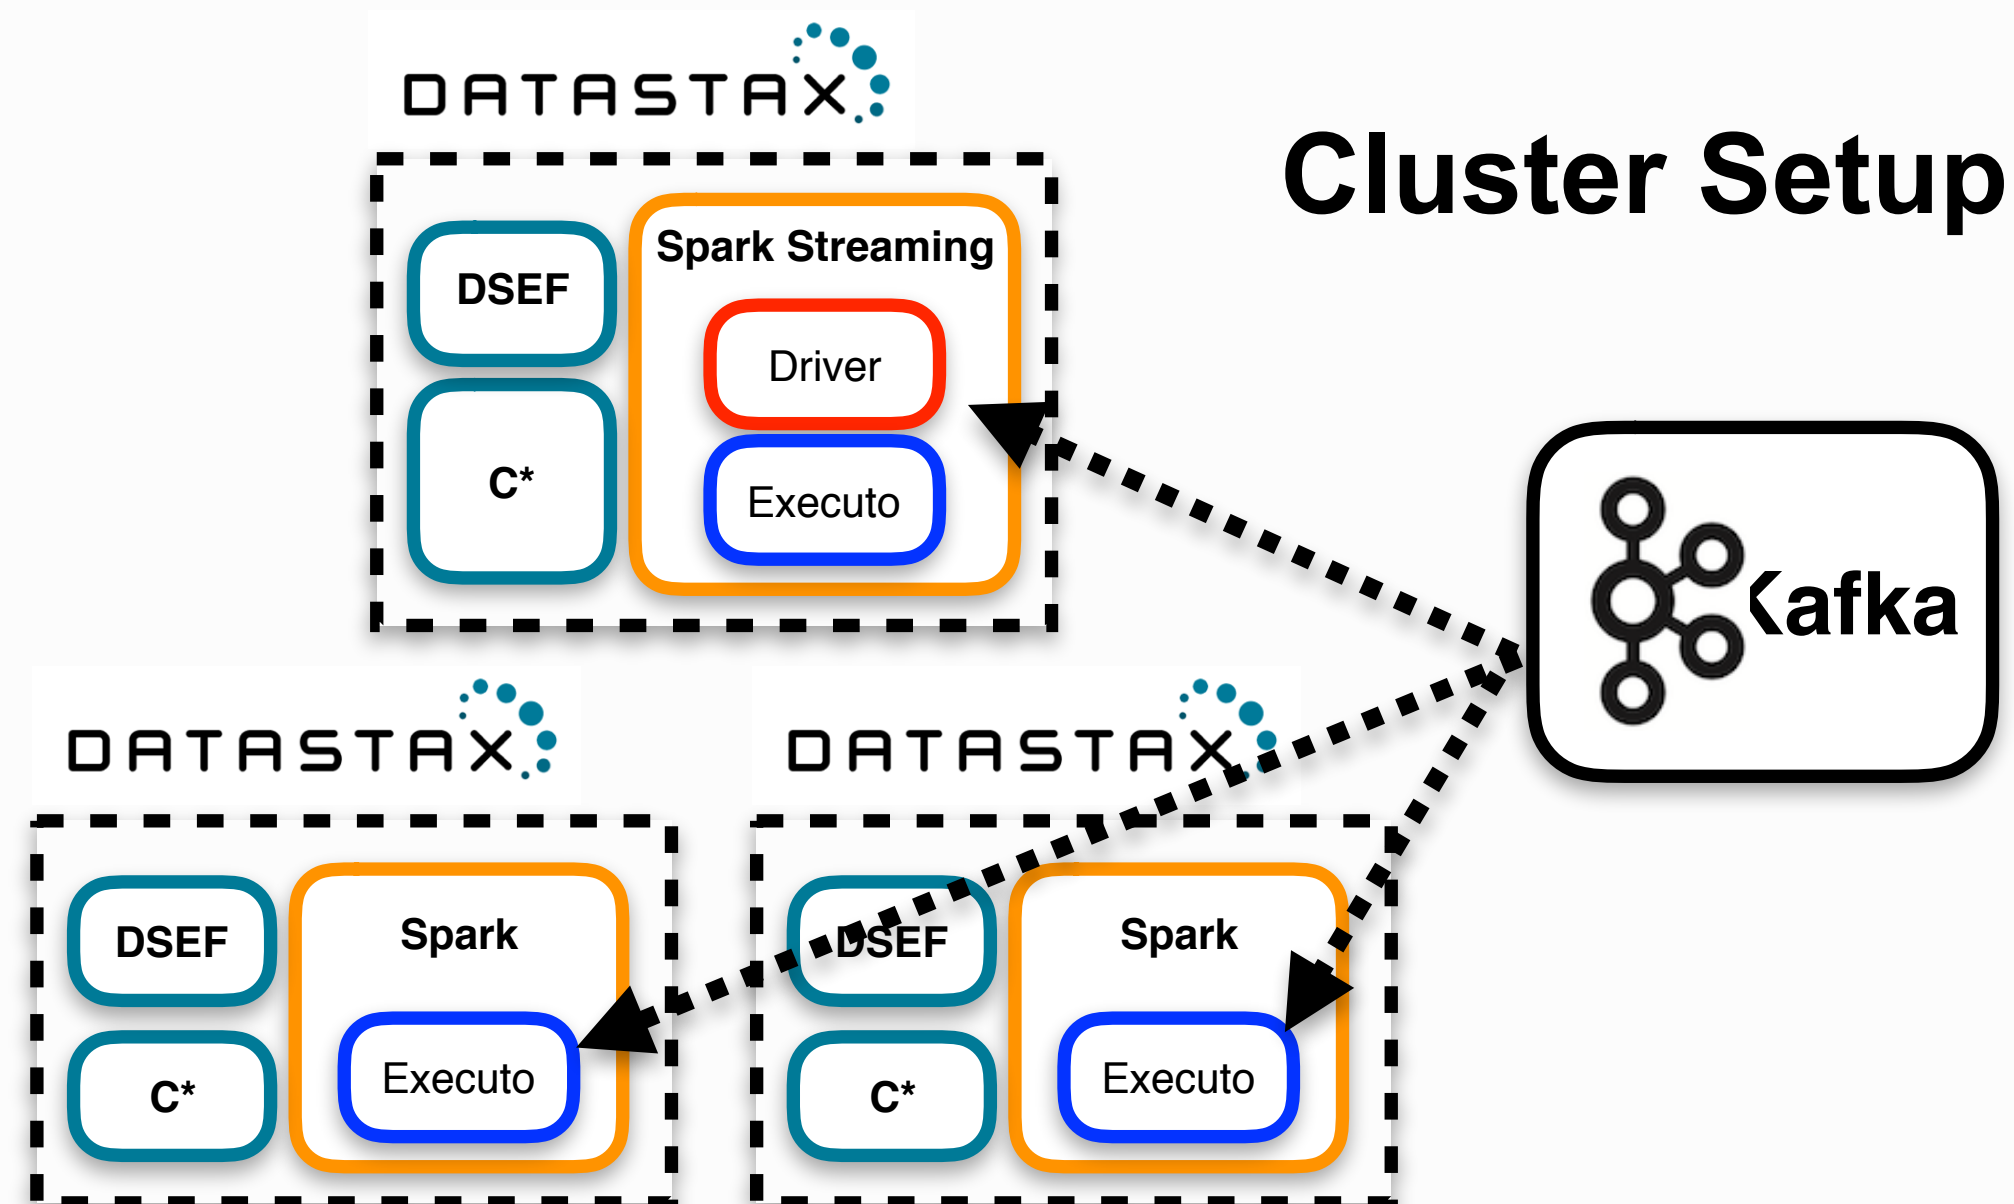 DATASTAX
Cluster Setup
Spark Streaming
DSEF
Driver
C*
Executo
Kafka
DATASTAX
DATASTAX
DSEF
Spark
C*
Executo
DSEF
Spark
C*
Executo